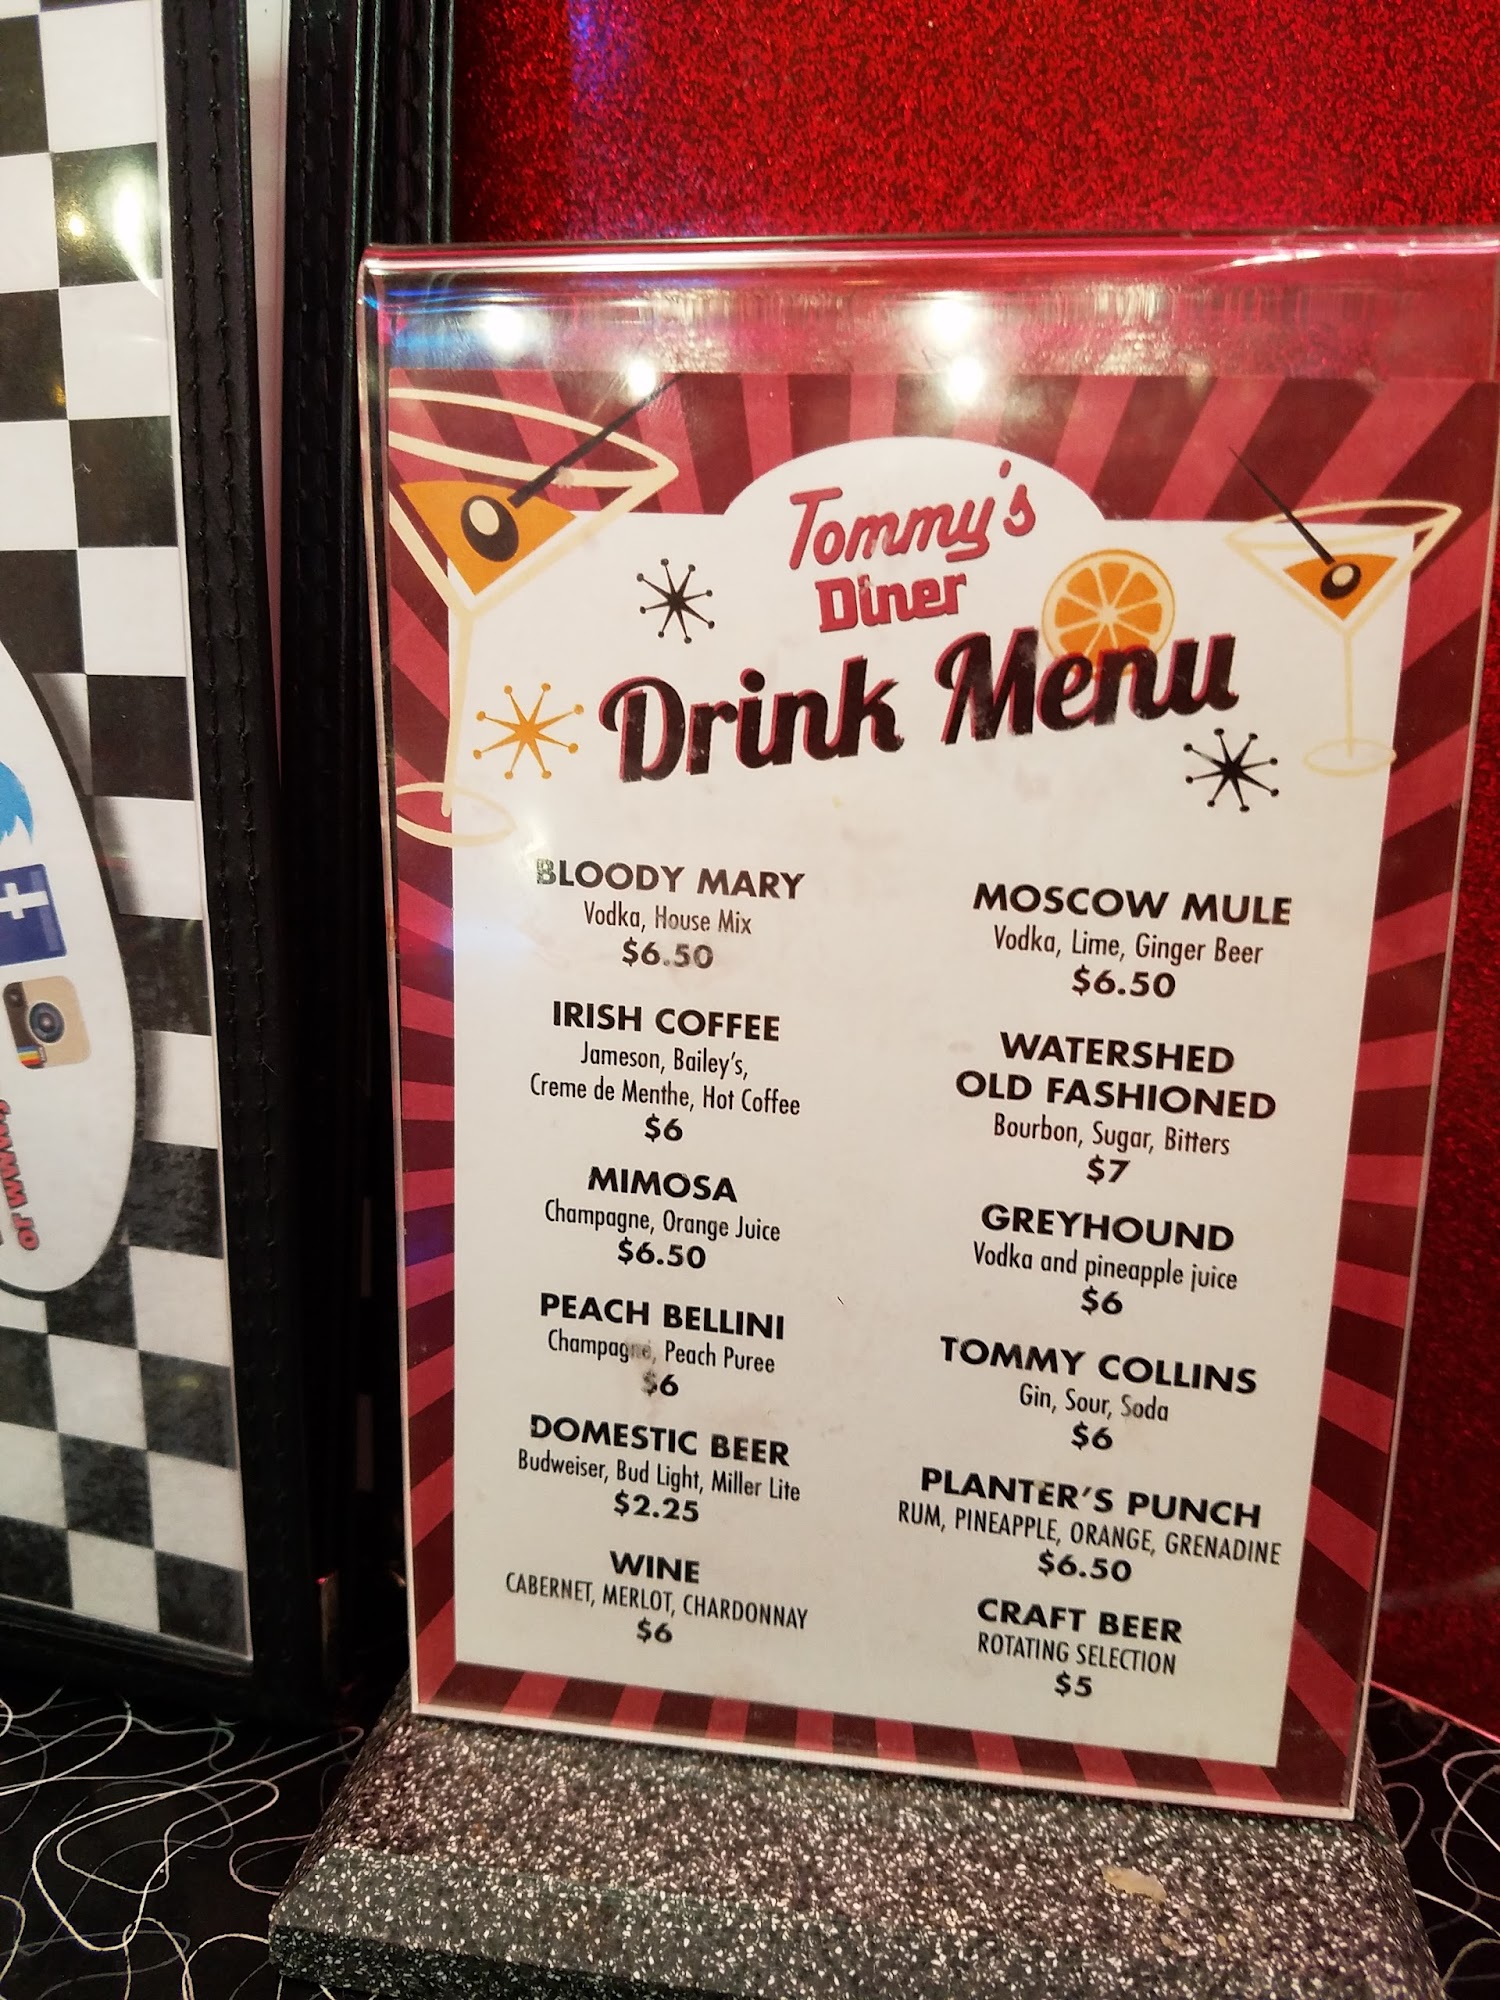 Tommy's
Diner
Drink Menu
BLOODY MARY
Vodka, House Mix
$6.50
IRISH COFFEE
Jameson, Bailey's,
Creme de Menthe, Hot Coffee
$6
MIMOSA
Champagne, Orange Juice
$6.50
PEACH BELLINI
Champagne, Peach Puree
$6
DOMESTIC BEER
Budweiser, Bud Light, Miller Lite
$2.25
WINE
CABERNET, MERLOT, CHARDONNAY
$6
MOSCOW MULE
Vodka, Lime, Ginger Beer
$6.50
WATERSHED
OLD FASHIONED
Bourbon, Sugar, Bitters
$7
GREYHOUND
Vodka and pineapple juice
$6
TOMMY COLLINS
Gin, Sour, Soda
$6
PLANTER'S PUNCH
RUM, PINEAPPLE, ORANGE, GRENADINE
$6.50
CRAFT BEER
ROTATING SELECTION
$5
or www.